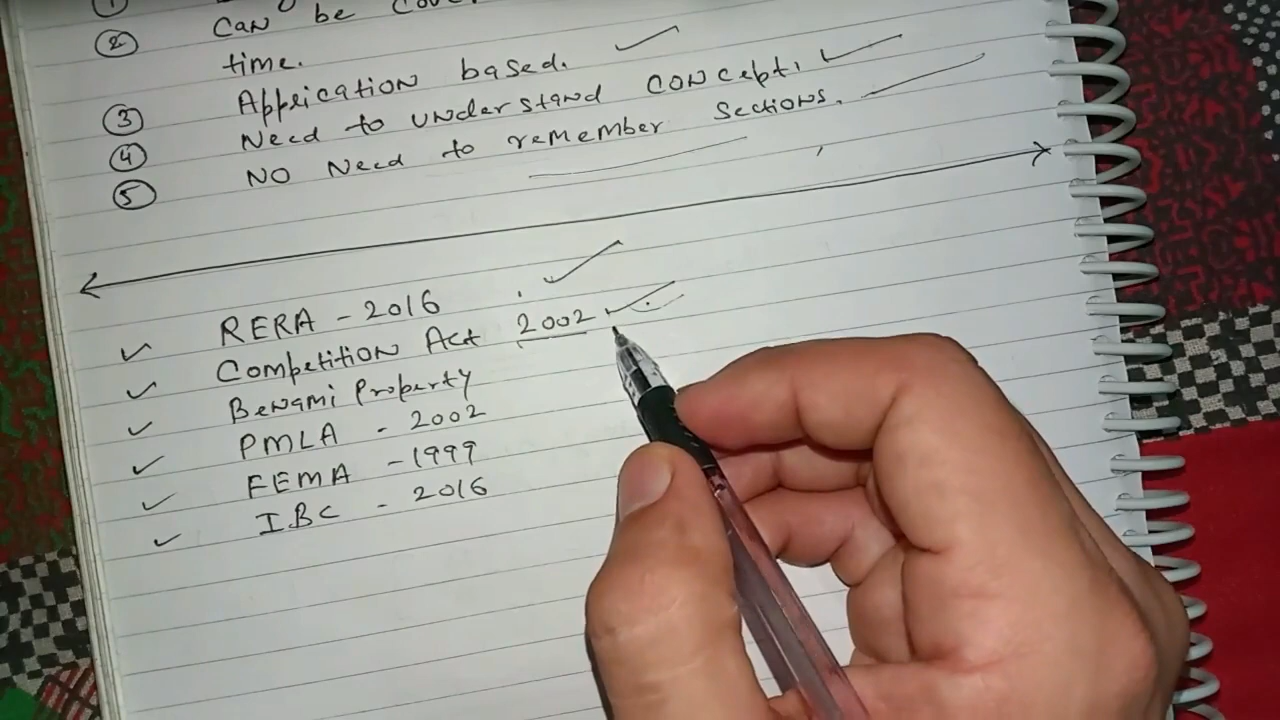 ①
② Can be
time.
③ Application based.
④ Need to understand concept.
⑤ No Need to remember sections.
RERA - 2016
Competition Act 2002
Benami Property
PMLA - 2002
FEMA - 1999
IBC - 2016